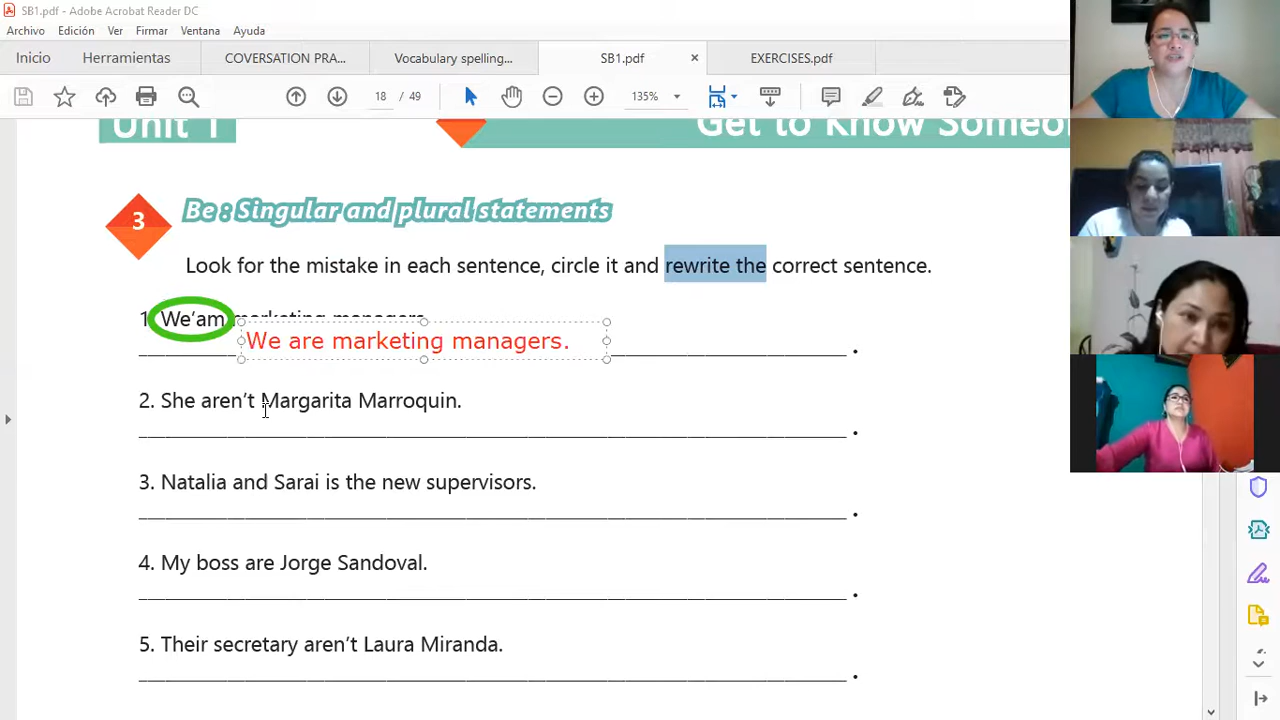 SB1.pdf - Adobe Acrobat Reader DC
Archivo Edición Ver Firmar Ventana Ayuda
Inicio Herramientas COVERSATION PRA... Vocabulary spelling... SB1.pdf × EXERCISES.pdf
18 / 49 135%
Unit 1 Get to Know Someo
3 Be : Singular and plural statements
Look for the mistake in each sentence, circle it and rewrite the correct sentence.
1. We'am marketing managers.
We are marketing managers.
2. She aren't Margarita Marroquin.
3. Natalia and Sarai is the new supervisors.
4. My boss are Jorge Sandoval.
5. Their secretary aren't Laura Miranda.